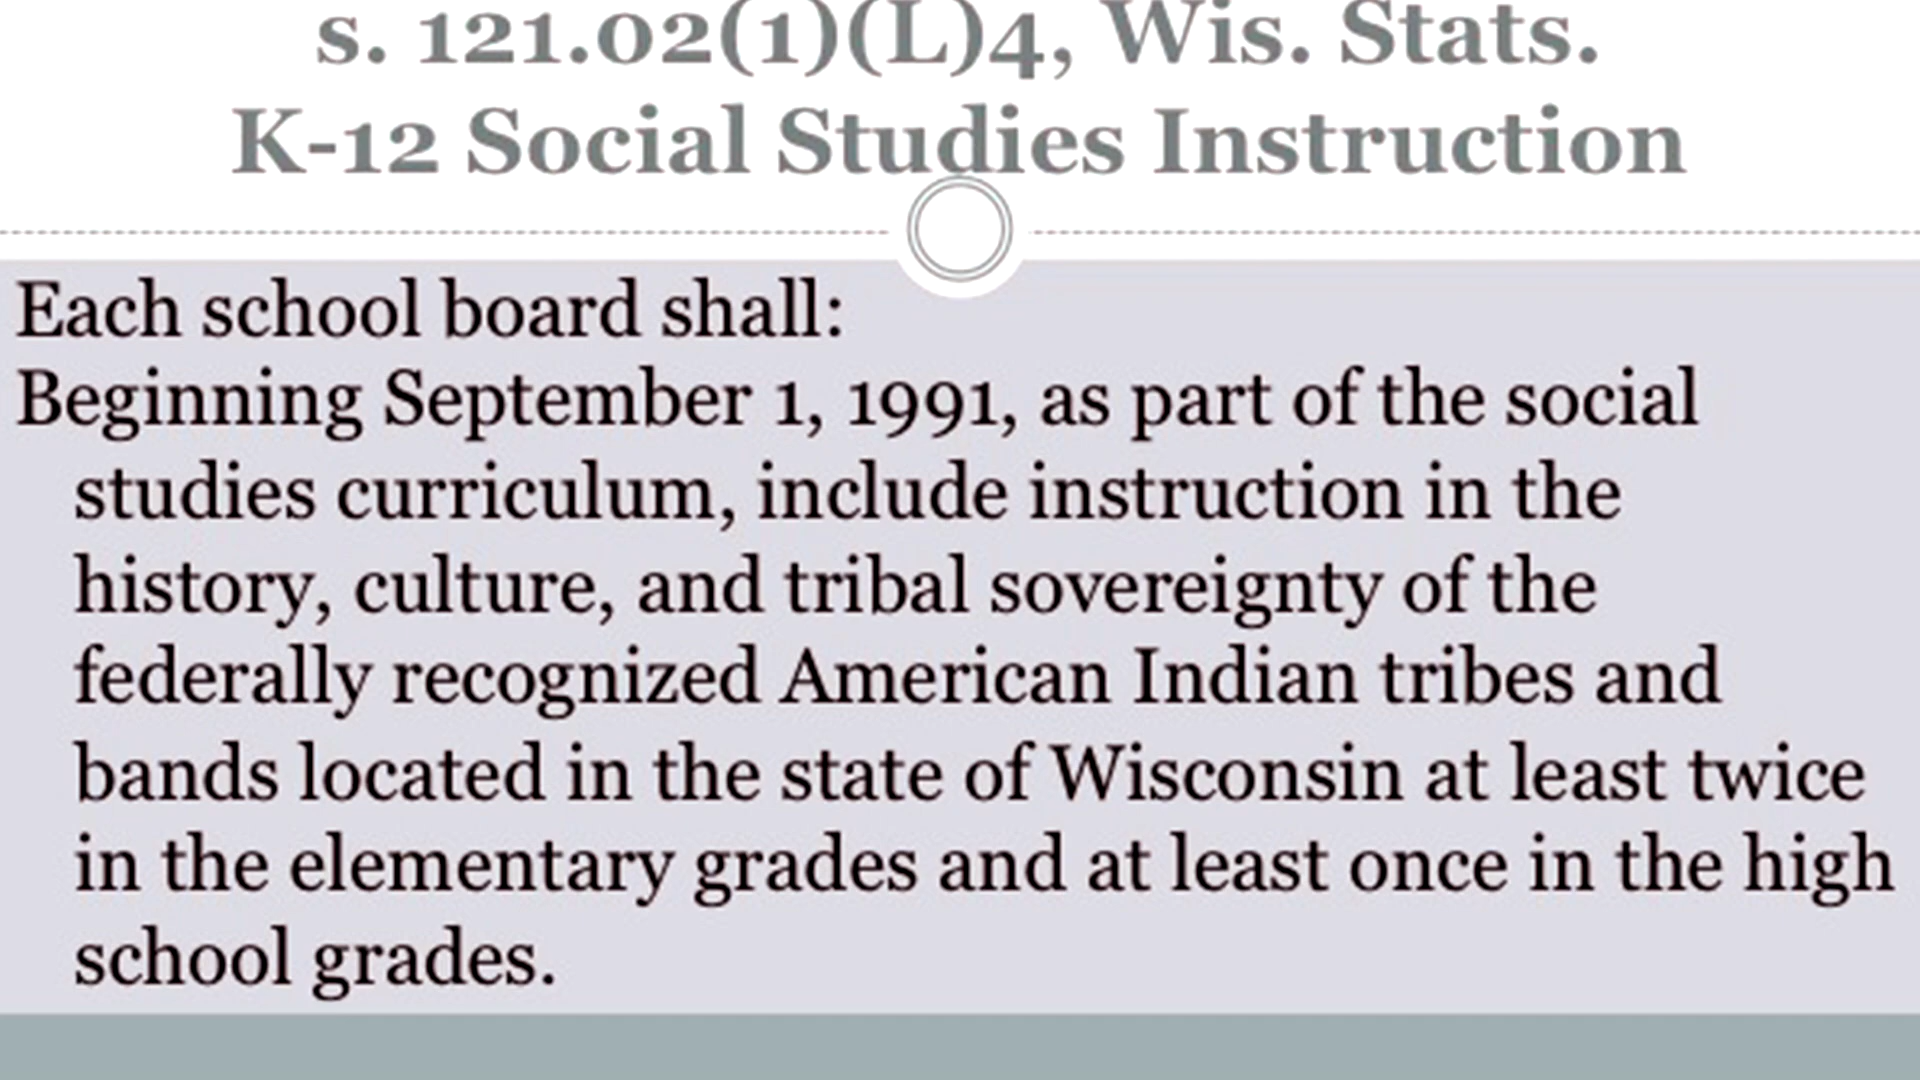 s. 121.02(1)(L)4, Wis. Stats.
K-12 Social Studies Instruction
Each school board shall:
Beginning September 1, 1991, as part of the social
studies curriculum, include instruction in the
history, culture, and tribal sovereignty of the
federally recognized American Indian tribes and
bands located in the state of Wisconsin at least twice
in the elementary grades and at least once in the high
school grades.